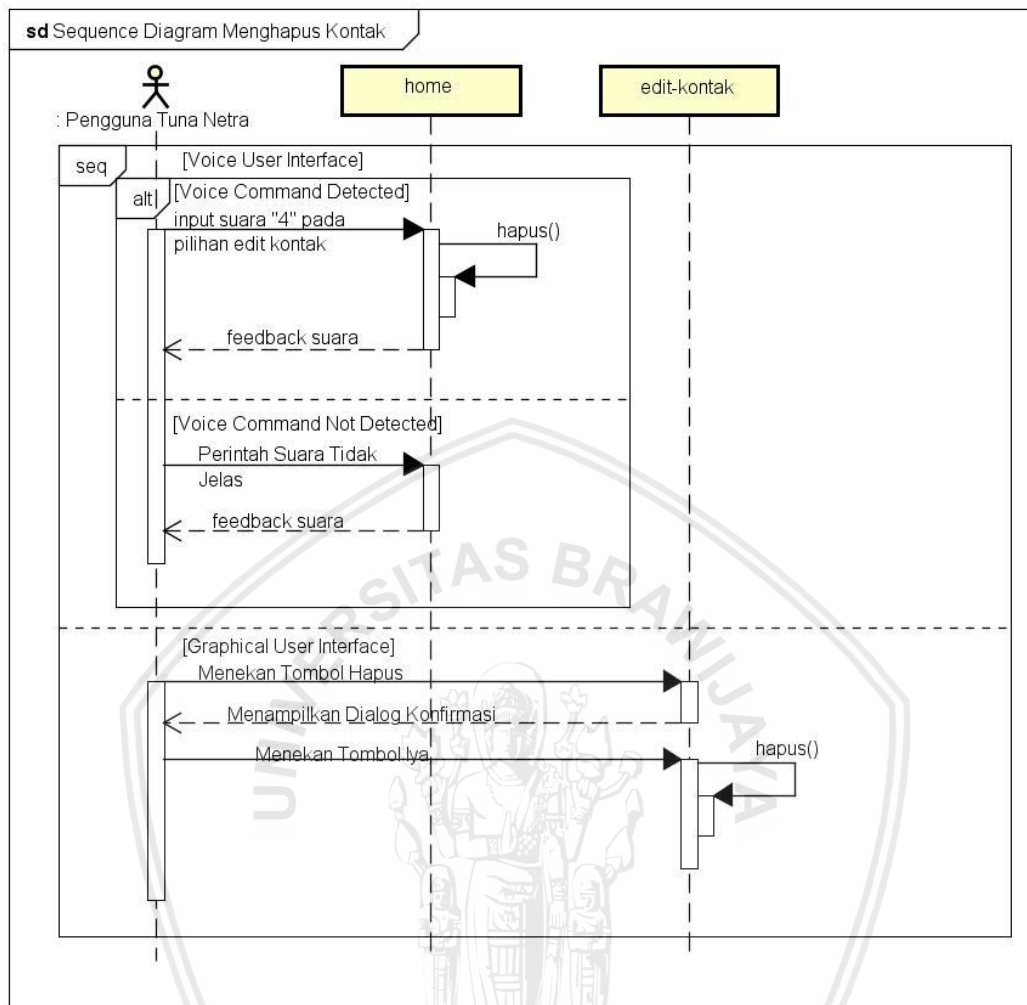 sd Sequence Diagram Menghapus Kontak
: Pengguna Tuna Netra
home
edit-kontak
seq
[Voice User Interface]
alt
[Voice Command Detected]
input suara "4" pada
pilihan edit kontak
hapus()
feedback suara
[Voice Command Not Detected]
Perintah Suara Tidak
Jelas
feedback suara
[Graphical User Interface]
Menekan Tombol Hapus
Menampilkan Dialog Konfirmasi
Menekan Tombol Iya
hapus()
UNIVERSITAS BRAWIJAYA